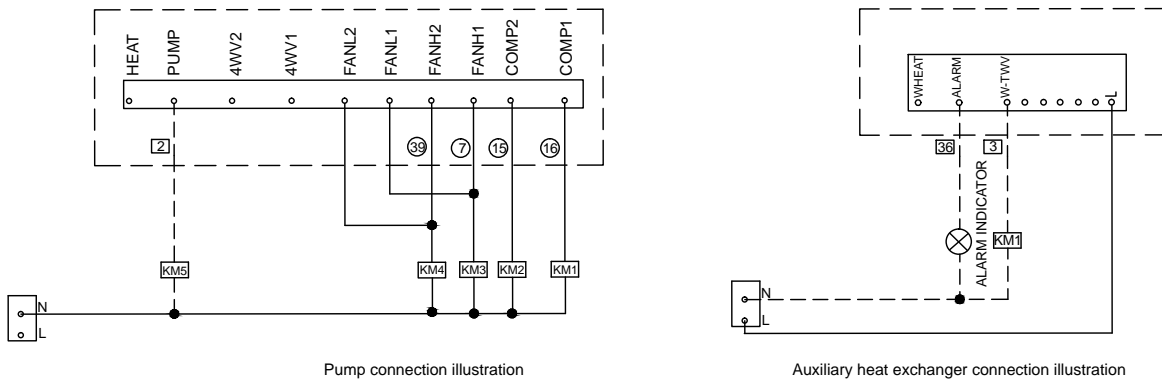 HEAT
PUMP
4WV2
4WV1
FANL2
FANL1
FANH2
FANH1
COMP2
COMP1
2
39
7
15
16
KM5
KM4
KM3
KM2
KM1
N
L
Pump connection illustration
WHEAT
ALARM
W-TWV
L
36
3
ALARM INDICATOR
KM1
N
L
Auxiliary heat exchanger connection illustration